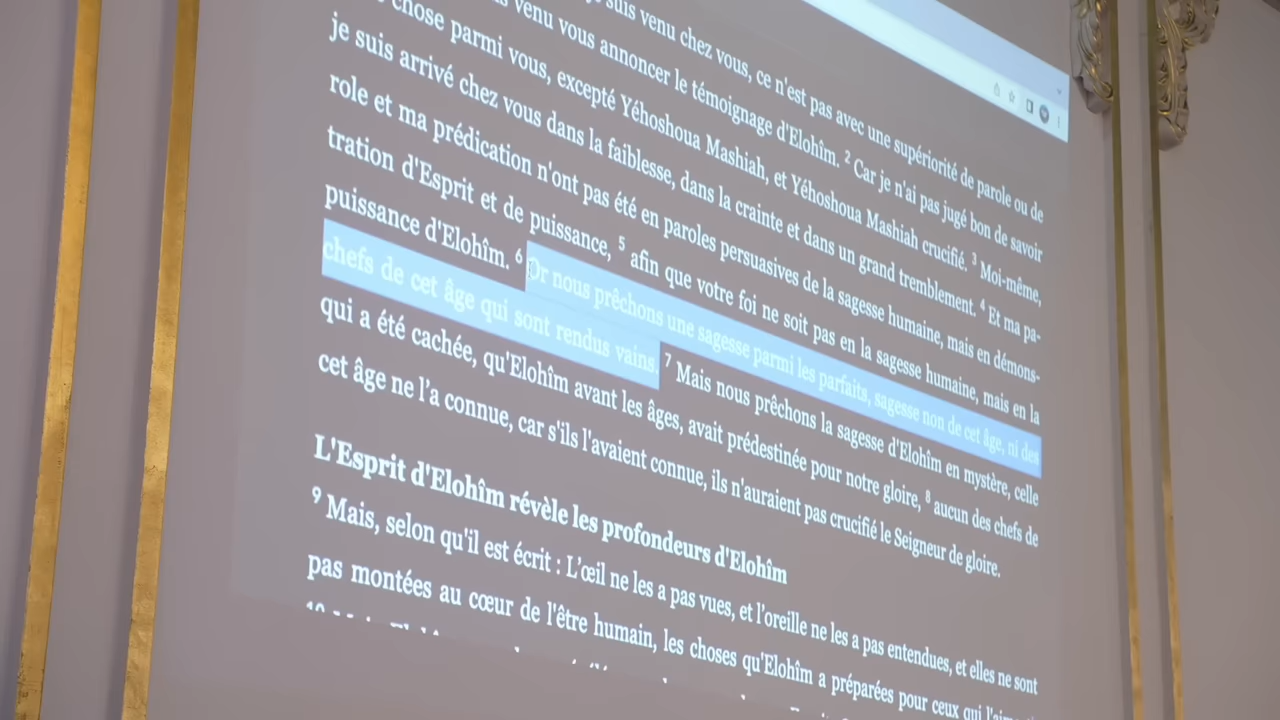 suis venu chez vous, ce n'est pas avec une supériorité de parole ou de
venu vous annoncer le témoignage d'Elohîm. 2 Car je n'ai pas jugé bon de savoir
chose parmi vous, excepté Yéhoshoua Mashiah, et Yéhoshoua Mashiah crucifié. 3 Moi-même,
je suis arrivé chez vous dans la faiblesse, dans la crainte et dans un grand tremblement. 4 Et ma pa-
role et ma prédication n'ont pas été en paroles persuasives de la sagesse humaine, mais en démons-
tration d'Esprit et de puissance, 5 afin que votre foi ne soit pas en la sagesse humaine, mais en la
puissance d'Elohîm. 6 Or nous prêchons une sagesse parmi les parfaits, sagesse non de cet âge, ni des
chefs de cet âge qui sont rendus vains. 7 Mais nous prêchons la sagesse d'Elohîm en mystère, celle
qui a été cachée, qu'Elohîm avant les âges, avait prédestinée pour notre gloire, 8 aucun des chefs de
cet âge ne l’a connue, car s'ils l'avaient connue, ils n'auraient pas crucifié le Seigneur de gloire.
L'Esprit d'Elohîm révèle les profondeurs d'Elohîm
9 Mais, selon qu'il est écrit : L’œil ne les a pas vues, et l’oreille ne les a pas entendues, et elles ne sont
pas montées au cœur de l'être humain, les choses qu'Elohîm a préparées pour ceux qui